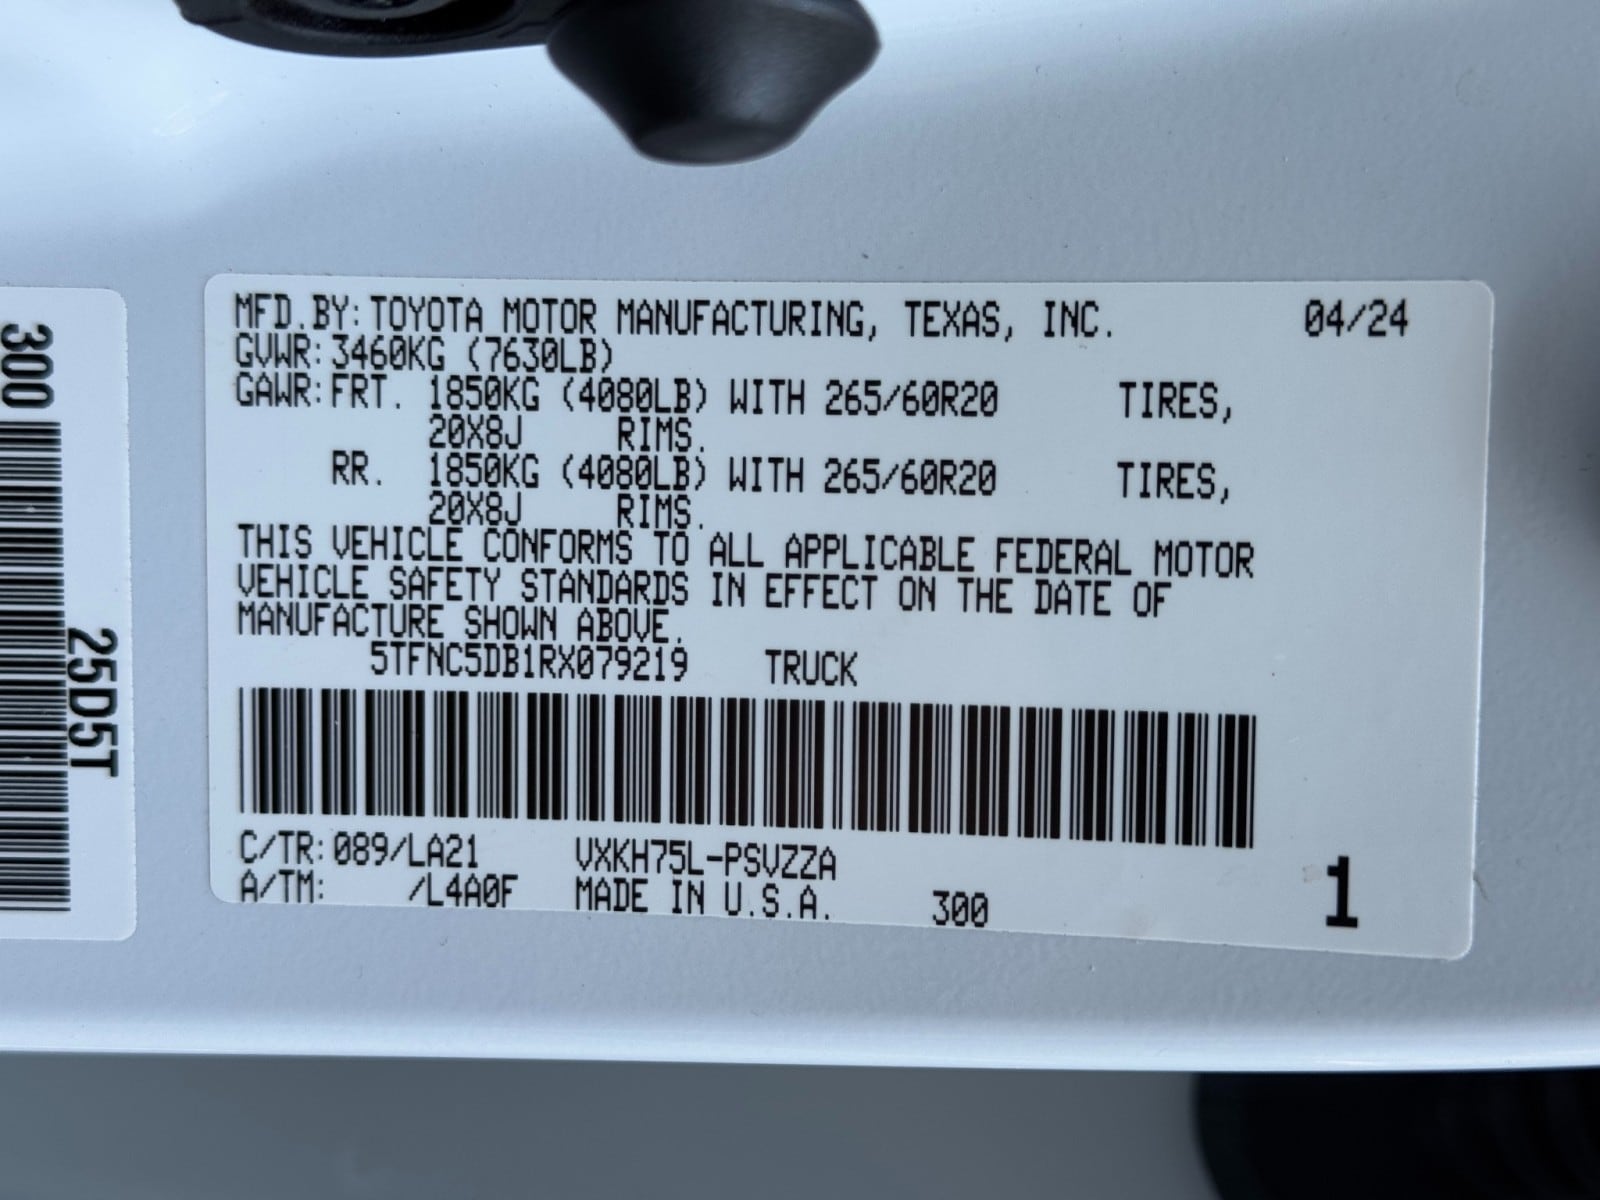 MFD.BY: TOYOTA MOTOR MANUFACTURING, TEXAS, INC. 04/24
GVWR: 3460KG (7630LB)
GAWR: FRT. 1850KG (4080LB) WITH 265/60R20 TIRES,
20X8J RIMS.
RR. 1850KG (4080LB) WITH 265/60R20 TIRES,
20X8J RIMS.
THIS VEHICLE CONFORMS TO ALL APPLICABLE FEDERAL MOTOR
VEHICLE SAFETY STANDARDS IN EFFECT ON THE DATE OF
MANUFACTURE SHOWN ABOVE.
5TFNC5DB1RX079219 TRUCK
C/TR: 089/LA21 VXKH75L-PSVZZA
A/TM: /L4A0F MADE IN U.S.A. 300 1
300
25D5T